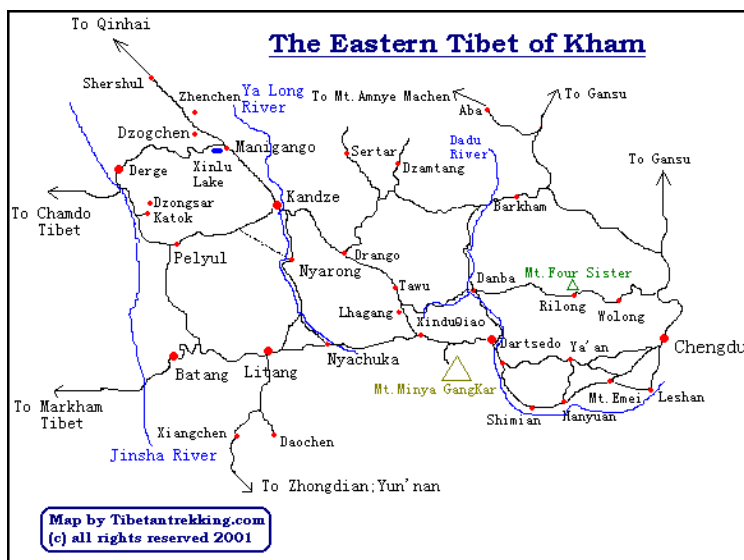 To Qinhai
The Eastern Tibet of Kham
Shershul
Zhenchen
Ya Long
River
To Mt.Amnye Machen
Aba
To Gansu
Dzogchen
Manigango
Sertar
Dadu
River
Dzamtang
To Gansu
Xinlu
Lake
Derge
To Chamdo
Tibet
Dzongsar
Katok
Kandze
Barkham
Pelyul
Drango
Nyarong
Tawu
Danba
Mt.Four Sister
Rilong
Wolong
Lhagang
XinduQiao
Dartsedo
Ya'an
Chengdu
Batang
Litang
Nyachuka
Mt.Minya GangKar
Mt.Emei
Leshan
To Markham
Tibet
Shimian
Hanyuan
Xiangchen
Daochen
Jinsha River
To Zhongdian;Yun'nan
Map by Tibetantrekking.com
(c) all rights reserved 2001